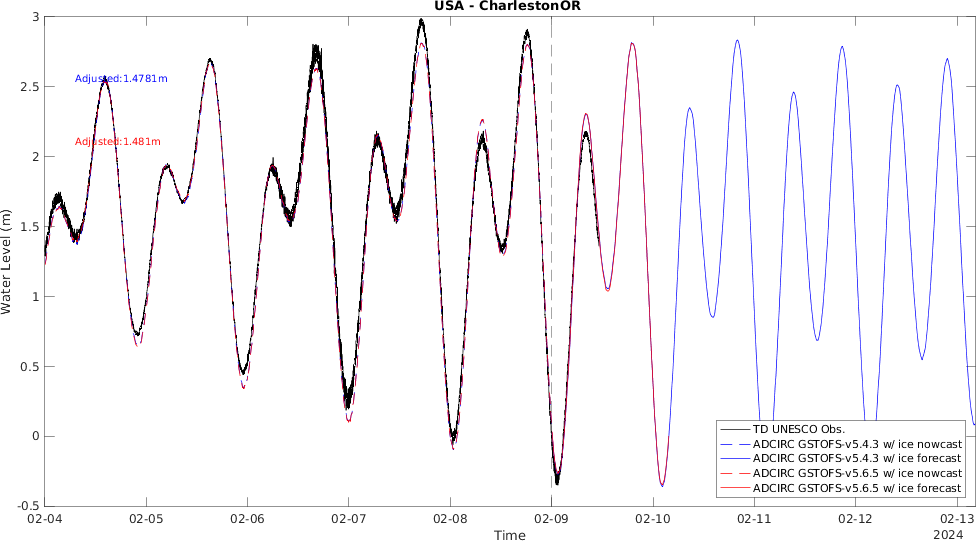 USA - CharlestonOR
3
2.5
2
1.5
1
0.5
0
-0.5
Water Level (m)
Adjusted:1.4781m
Adjusted:1.481m
TD UNESCO Obs.
ADCIRC GSTOFS-v5.4.3 w/ ice nowcast
ADCIRC GSTOFS-v5.4.3 w/ ice forecast
ADCIRC GSTOFS-v5.6.5 w/ ice nowcast
ADCIRC GSTOFS-v5.6.5 w/ ice forecast
02-04 02-05 02-06 02-07 02-08 02-09 02-10 02-11 02-12 02-13
Time
2024